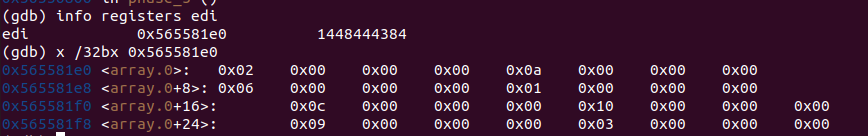 (gdb) info registers edi
edi 0x565581e0 1448444384
(gdb) x /32bx 0x565581e0
0x565581e0 <array.0>: 0x02 0x00 0x00 0x00 0x0a 0x00 0x00 0x00
0x565581e8 <array.0+8>: 0x06 0x00 0x00 0x00 0x01 0x00 0x00 0x00
0x565581f0 <array.0+16>: 0x0c 0x00 0x00 0x00 0x10 0x00 0x00 0x00
0x565581f8 <array.0+24>: 0x09 0x00 0x00 0x00 0x03 0x00 0x00 0x00